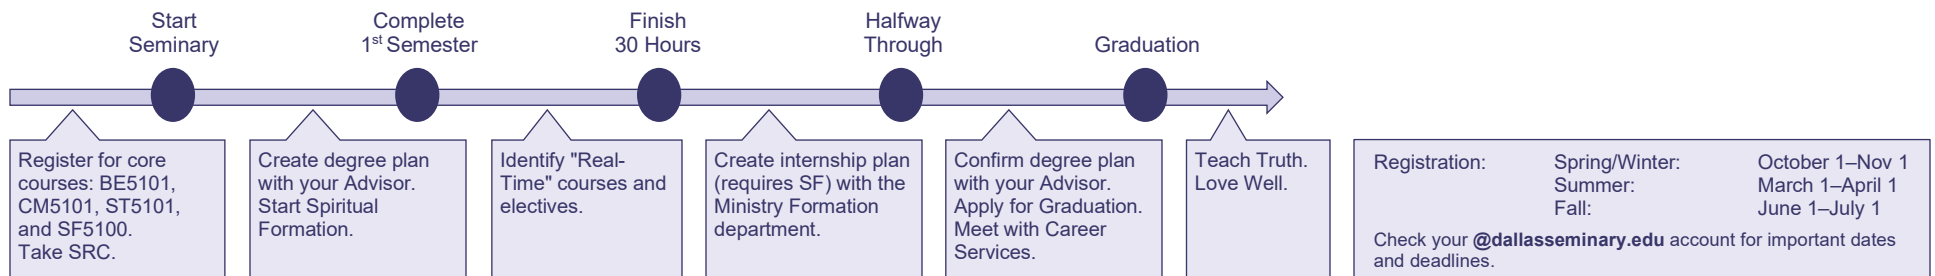 Start
Seminary
Complete
1st Semester
Finish
30 Hours
Halfway
Through
Graduation
Register for core
courses: BE5101,
CM5101, ST5101,
and SF5100.
Take SRC.
Create degree plan
with your Advisor.
Start Spiritual
Formation.
Identify "Real-
Time" courses and
electives.
Create internship plan
(requires SF) with the
Ministry Formation
department.
Confirm degree plan
with your Advisor.
Apply for Graduation.
Meet with Career
Services.
Teach Truth.
Love Well.
Registration: Spring/Winter: October 1–Nov 1
Summer: March 1–April 1
Fall: June 1–July 1
Check your @dallasseminary.edu account for important dates
and deadlines.